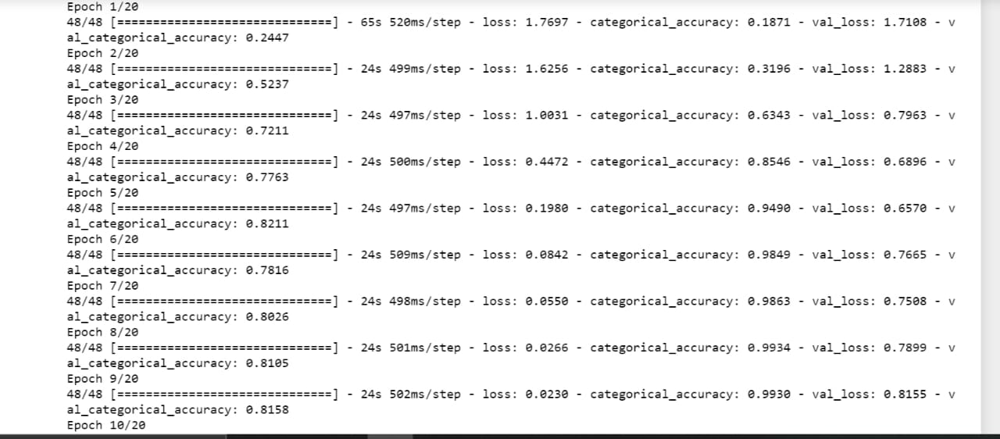 Epoch 1/20
48/48 [==============================] - 65s 520ms/step - loss: 1.7697 - categorical_accuracy: 0.1871 - val_loss: 1.7108 - v
al_categorical_accuracy: 0.2447
Epoch 2/20
48/48 [==============================] - 24s 499ms/step - loss: 1.6256 - categorical_accuracy: 0.3196 - val_loss: 1.2883 - v
al_categorical_accuracy: 0.5237
Epoch 3/20
48/48 [==============================] - 24s 497ms/step - loss: 1.0031 - categorical_accuracy: 0.6343 - val_loss: 0.7963 - v
al_categorical_accuracy: 0.7211
Epoch 4/20
48/48 [==============================] - 24s 500ms/step - loss: 0.4472 - categorical_accuracy: 0.8546 - val_loss: 0.6896 - v
al_categorical_accuracy: 0.7763
Epoch 5/20
48/48 [==============================] - 24s 497ms/step - loss: 0.1980 - categorical_accuracy: 0.9490 - val_loss: 0.6570 - v
al_categorical_accuracy: 0.8211
Epoch 6/20
48/48 [==============================] - 24s 509ms/step - loss: 0.0842 - categorical_accuracy: 0.9849 - val_loss: 0.7665 - v
al_categorical_accuracy: 0.7816
Epoch 7/20
48/48 [==============================] - 24s 498ms/step - loss: 0.0550 - categorical_accuracy: 0.9863 - val_loss: 0.7508 - v
al_categorical_accuracy: 0.8026
Epoch 8/20
48/48 [==============================] - 24s 501ms/step - loss: 0.0266 - categorical_accuracy: 0.9934 - val_loss: 0.7899 - v
al_categorical_accuracy: 0.8105
Epoch 9/20
48/48 [==============================] - 24s 502ms/step - loss: 0.0230 - categorical_accuracy: 0.9930 - val_loss: 0.8155 - v
al_categorical_accuracy: 0.8158
Epoch 10/20